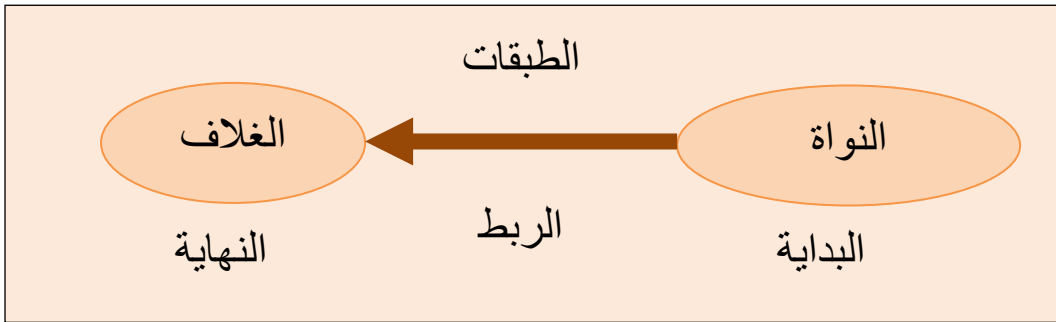 الطبقات
النواة
الغلاف
الربط
البداية
النهاية